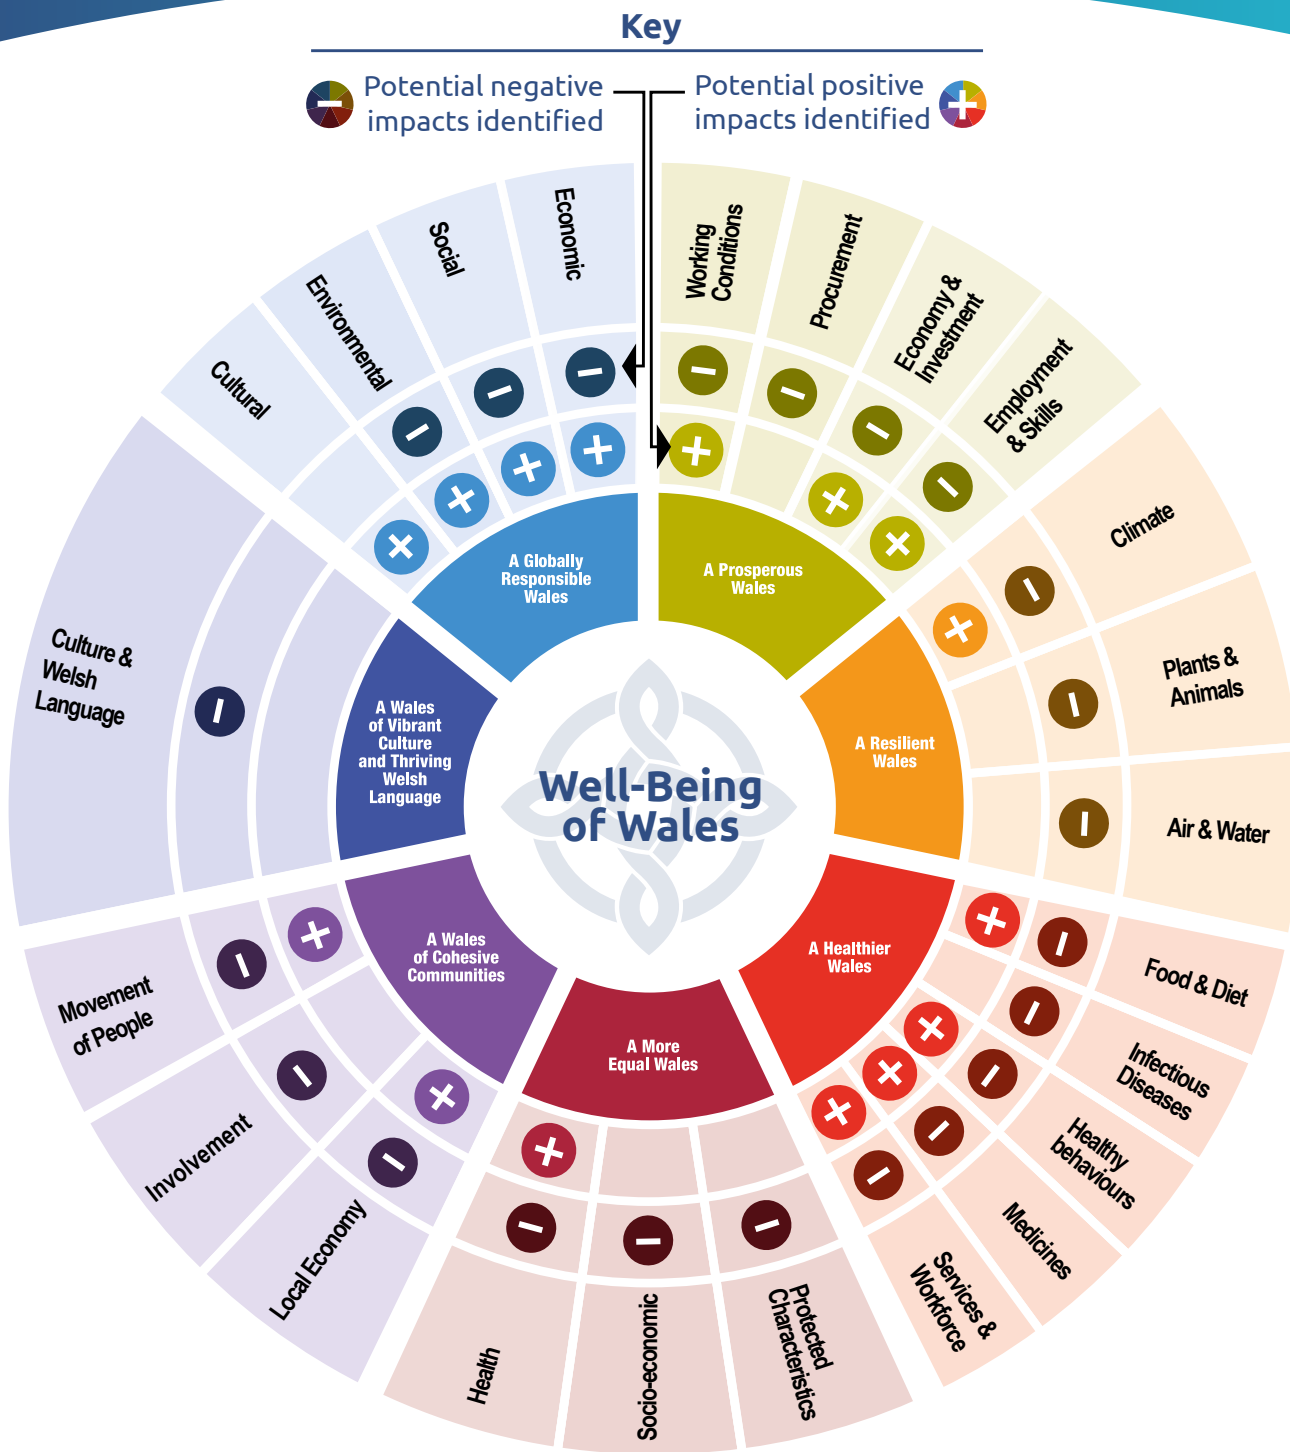 Key
Potential negative
impacts identified
Potential positive
impacts identified
Cultural
Environmental
Social
Economic
Working
Conditions
Procurement
Economy &
Investment
Employment
& Skills
Climate
Plants &
Animals
Air & Water
Food & Diet
Infectious
Diseases
Healthy
behaviours
Medicines
Services &
Workforce
Protected
Characteristics
Socio-economic
Health
Local Economy
Involvement
Movement
of People
Culture &
Welsh
Language
A Globally
Responsible
Wales
A Prosperous
Wales
A Resilient
Wales
A Healthier
Wales
A More
Equal Wales
A Wales
of Cohesive
Communities
A Wales
of Vibrant
Culture
and Thriving
Welsh
Language
Well-Being
of Wales